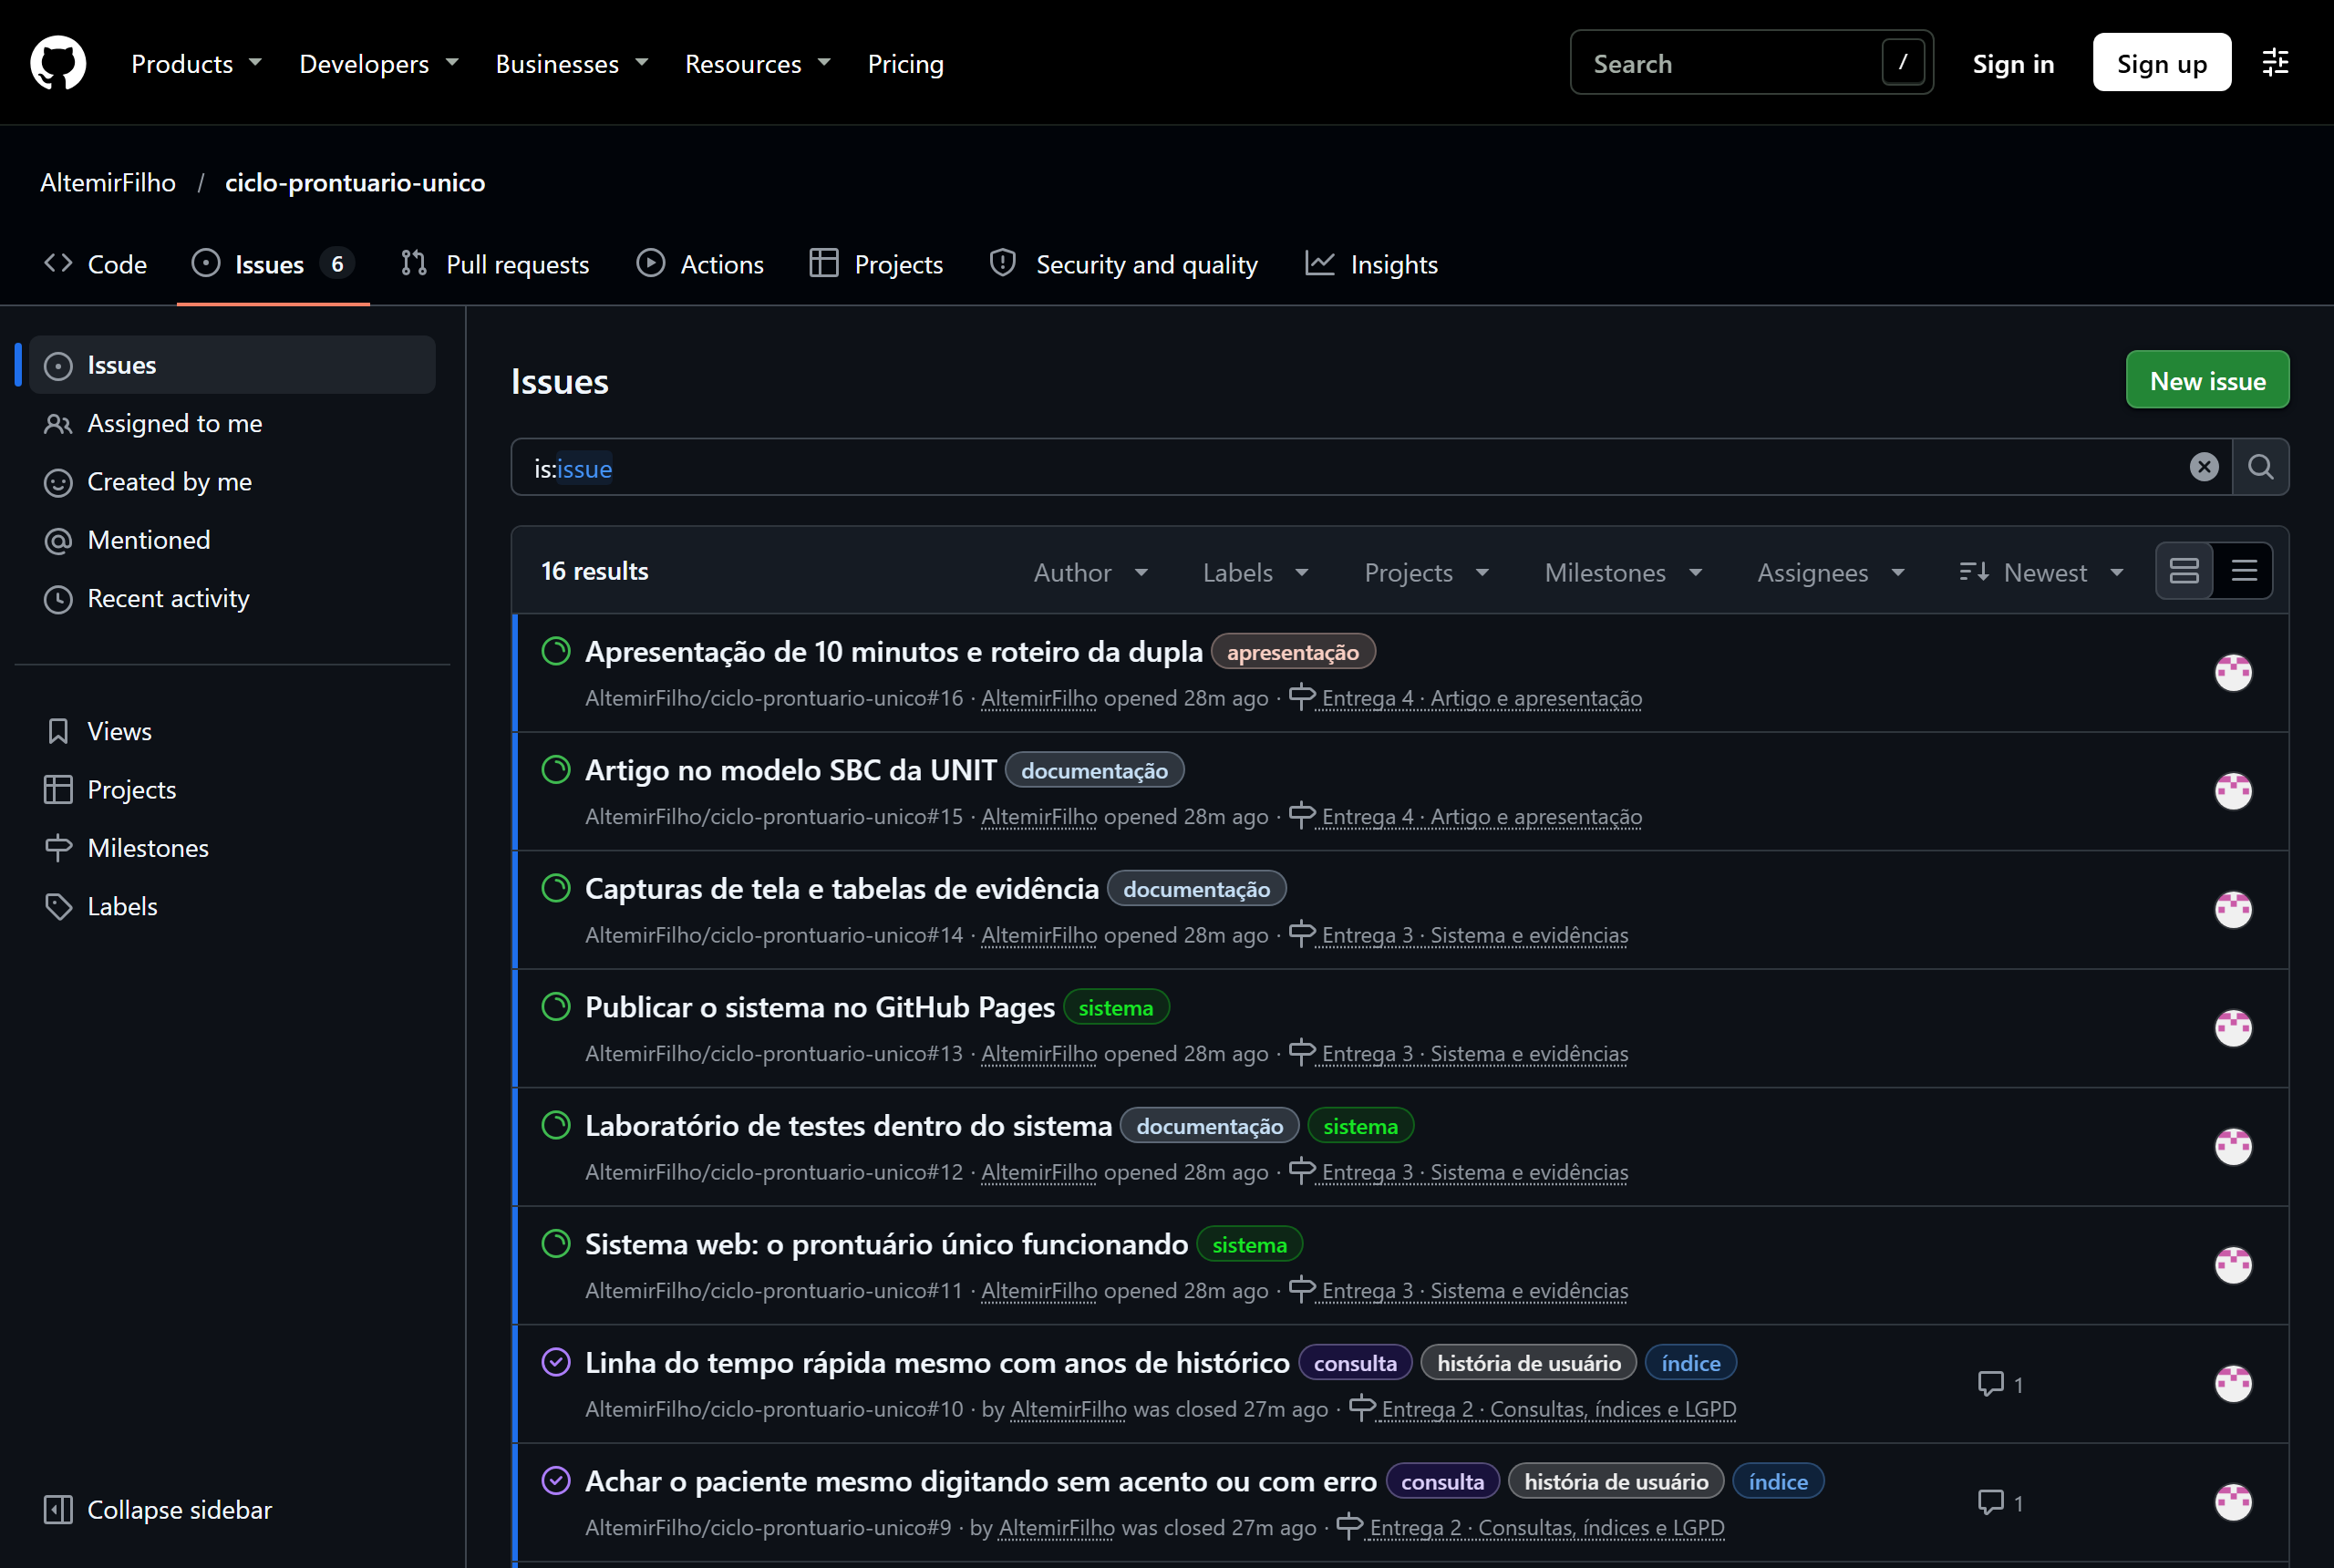 Products Developers Businesses Resources Pricing Search / Sign in Sign up
AltemirFilho / ciclo-prontuario-unico
Code Issues 6 Pull requests Actions Projects Security and quality Insights
Issues
Assigned to me
Created by me
Mentioned
Recent activity
Views
Projects
Milestones
Labels
Collapse sidebar
Issues
New issue
is:issue
16 results Author Labels Projects Milestones Assignees Newest
Apresentação de 10 minutos e roteiro da dupla apresentação
AltemirFilho/ciclo-prontuario-unico#16 · AltemirFilho opened 28m ago · Entrega 4 · Artigo e apresentação
Artigo no modelo SBC da UNIT documentação
AltemirFilho/ciclo-prontuario-unico#15 · AltemirFilho opened 28m ago · Entrega 4 · Artigo e apresentação
Capturas de tela e tabelas de evidência documentação
AltemirFilho/ciclo-prontuario-unico#14 · AltemirFilho opened 28m ago · Entrega 3 · Sistema e evidências
Publicar o sistema no GitHub Pages sistema
AltemirFilho/ciclo-prontuario-unico#13 · AltemirFilho opened 28m ago · Entrega 3 · Sistema e evidências
Laboratório de testes dentro do sistema documentação sistema
AltemirFilho/ciclo-prontuario-unico#12 · AltemirFilho opened 28m ago · Entrega 3 · Sistema e evidências
Sistema web: o prontuário único funcionando sistema
AltemirFilho/ciclo-prontuario-unico#11 · AltemirFilho opened 28m ago · Entrega 3 · Sistema e evidências
Linha do tempo rápida mesmo com anos de histórico consulta história de usuário índice 1
AltemirFilho/ciclo-prontuario-unico#10 · by AltemirFilho was closed 27m ago · Entrega 2 · Consultas, índices e LGPD
Achar o paciente mesmo digitando sem acento ou com erro consulta história de usuário índice 1
AltemirFilho/ciclo-prontuario-unico#9 · by AltemirFilho was closed 27m ago · Entrega 2 · Consultas, índices e LGPD